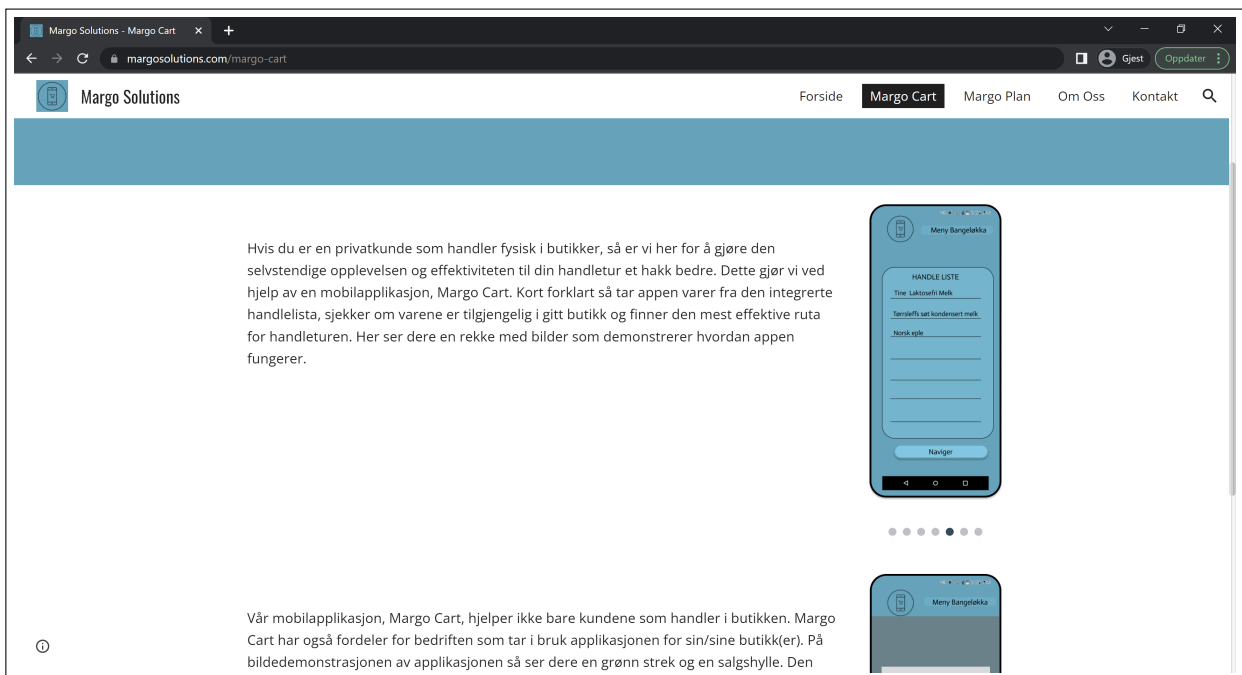 Margo Solutions - Margo Cart
margosolutions.com/margo-cart
Gjest
Oppdater
Margo Solutions
Forside
Margo Cart
Margo Plan
Om Oss
Kontakt
Hvis du er en privatkunde som handler fysisk i butikker, så er vi her for å gjøre den
selvstendige opplevelsen og effektiviteten til din handletur et hakk bedre. Dette gjør vi ved
hjelp av en mobilapplikasjon, Margo Cart. Kort forklart så tar appen varer fra den integrerte
handlelista, sjekker om varene er tilgjengelig i gitt butikk og finner den mest effektive ruta
for handleturen. Her ser dere en rekke med bilder som demonstrerer hvordan appen
fungerer.
Meny Bangeløkka
HANDLE LISTE
Tine Laktosefri Melk
Tørrsleffs søt kondensert melk
Norsk eple
Naviger
Vår mobilapplikasjon, Margo Cart, hjelper ikke bare kundene som handler i butikken. Margo
Cart har også fordeler for bedriften som tar i bruk applikasjonen for sin/sine butikk(er). På
bildedemonstrasjonen av applikasjonen så ser dere en grønn strek og en salgshylle. Den
Meny Bangeløkka